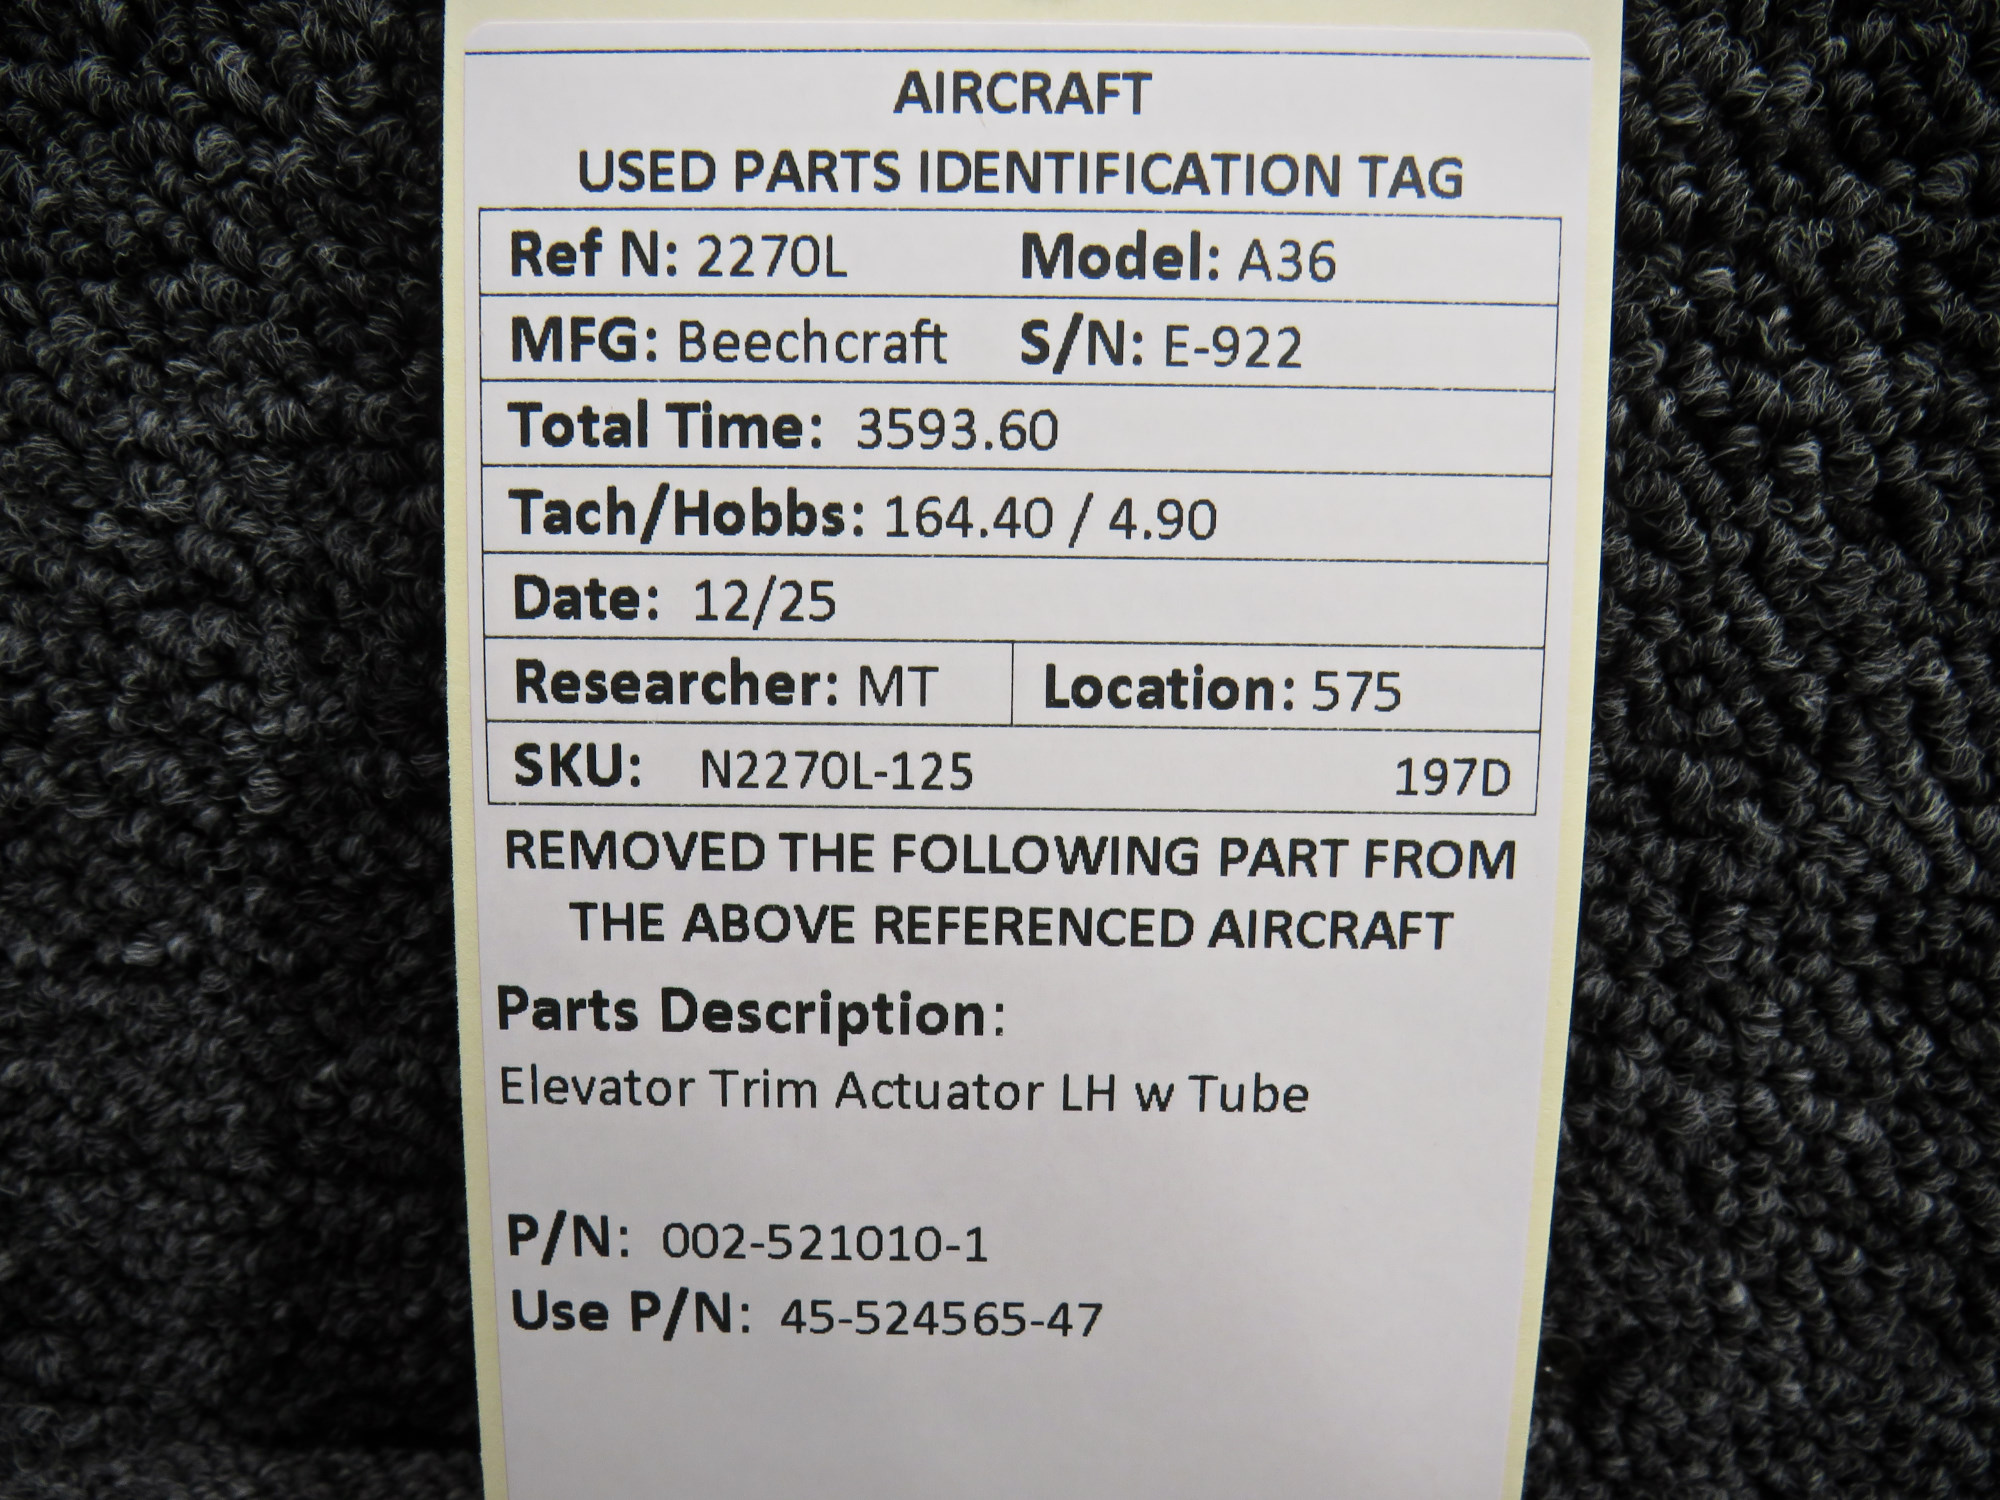 AIRCRAFT
USED PARTS IDENTIFICATION TAG
Ref N: 2270L Model: A36
MFG: Beechcraft S/N: E-922
Total Time: 3593.60
Tach/Hobbs: 164.40 / 4.90
Date: 12/25
Researcher: MT Location: 575
SKU: N2270L-125 197D
REMOVED THE FOLLOWING PART FROM
THE ABOVE REFERENCED AIRCRAFT
Parts Description:
Elevator Trim Actuator LH w Tube
P/N: 002-521010-1
Use P/N: 45-524565-47